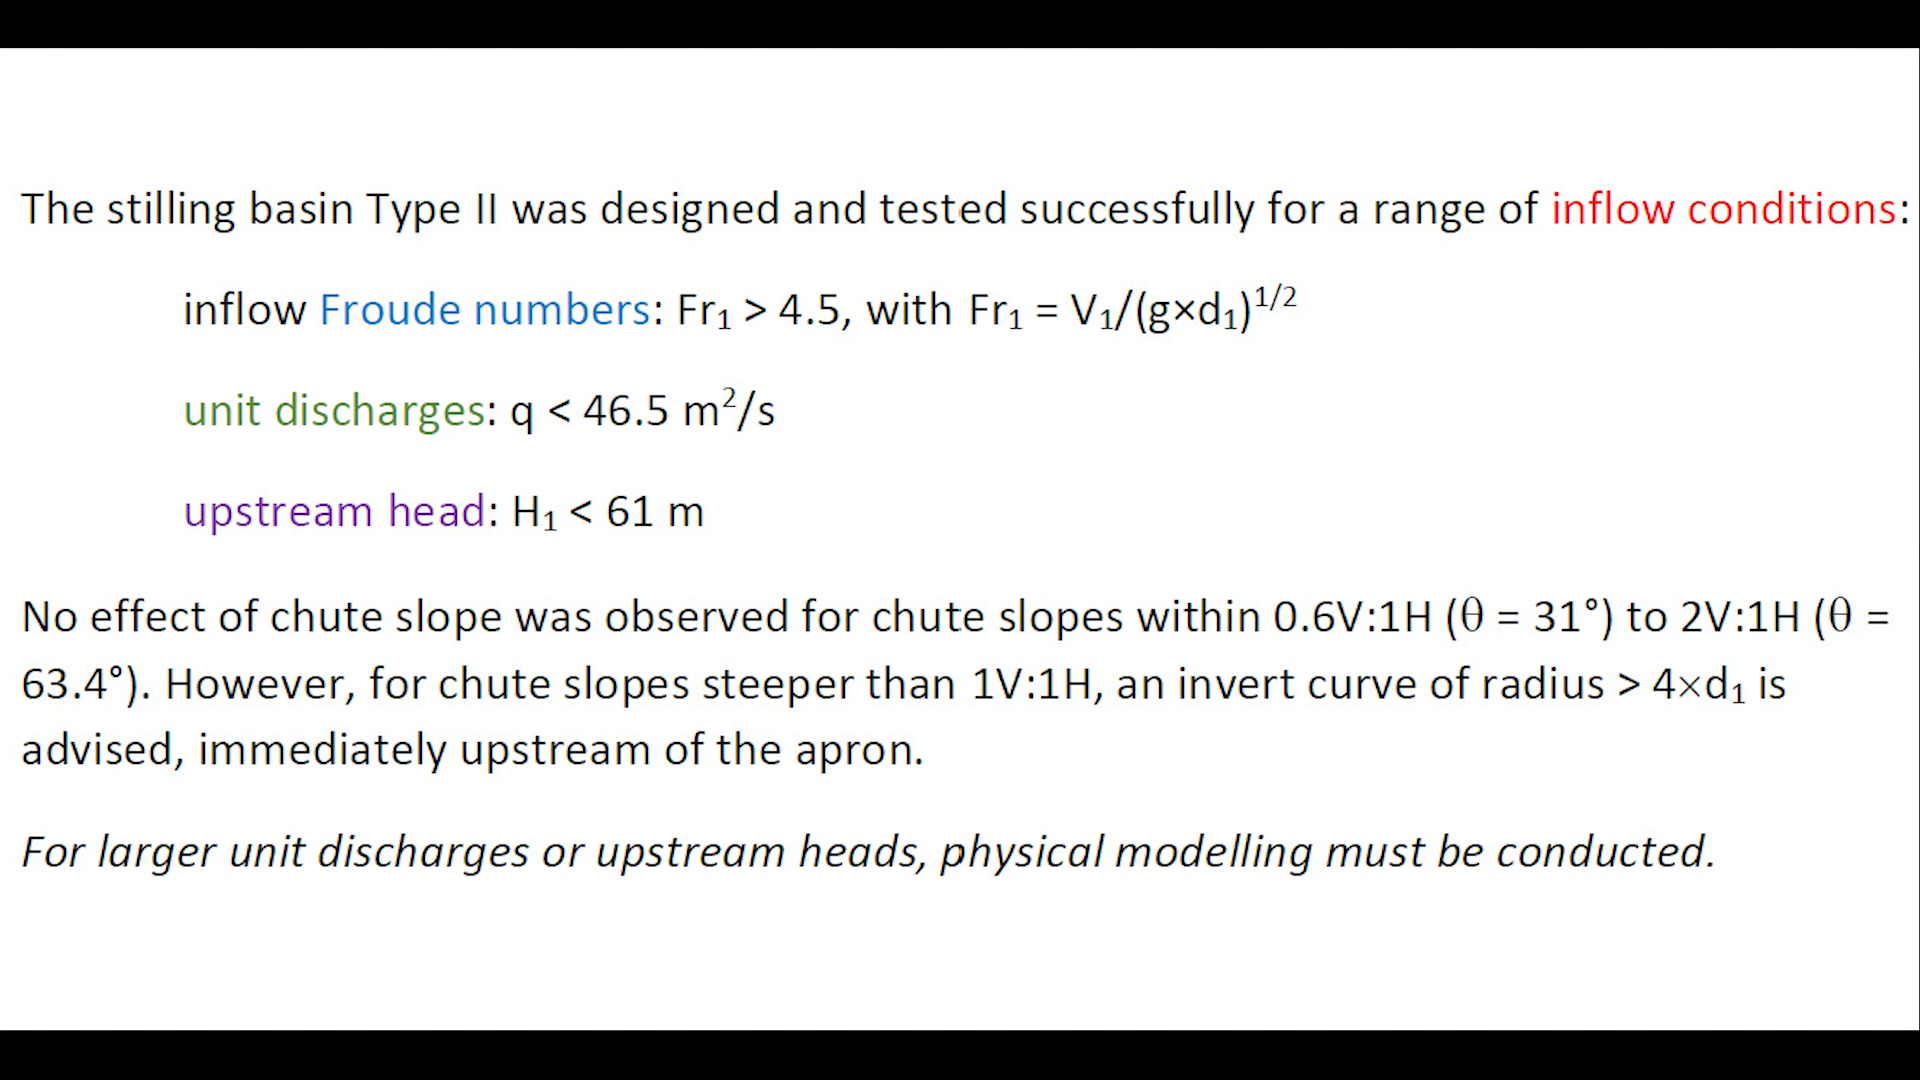 The stilling basin Type II was designed and tested successfully for a range of inflow conditions:
inflow Froude numbers: Fr₁ > 4.5, with Fr₁ = V₁/(g×d₁)¹/²
unit discharges: q < 46.5 m²/s
upstream head: H₁ < 61 m
No effect of chute slope was observed for chute slopes within 0.6V:1H (θ = 31°) to 2V:1H (θ =
63.4°). However, for chute slopes steeper than 1V:1H, an invert curve of radius > 4×d₁ is
advised, immediately upstream of the apron.
For larger unit discharges or upstream heads, physical modelling must be conducted.